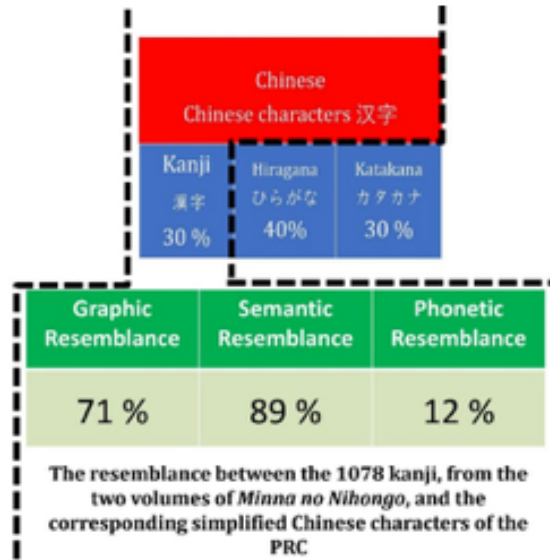 Chinese
Chinese characters 汉字
Kanji
漢字
30 %
Hiragana
ひらがな
40%
Katakana
カタカナ
30 %
Graphic
Resemblance
Semantic
Resemblance
Phonetic
Resemblance
71 %
89 %
12 %
The resemblance between the 1078 kanji, from the
two volumes of Minna no Nihongo, and the
corresponding simplified Chinese characters of the
PRC